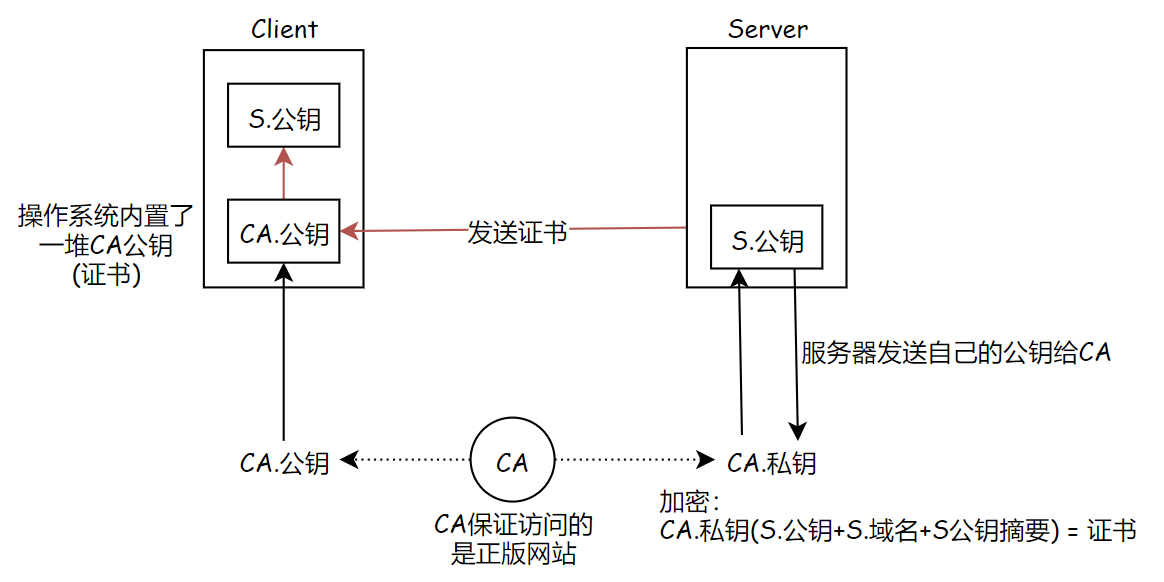 Client
Server
S.公钥
操作系统内置了
一堆CA公钥
(证书)
CA.公钥
发送证书
S.公钥
服务器发送自己的公钥给CA
CA.公钥
CA
CA.私钥
CA保证访问的
是正版网站
加密：
CA.私钥(S.公钥+S.域名+S公钥摘要) = 证书